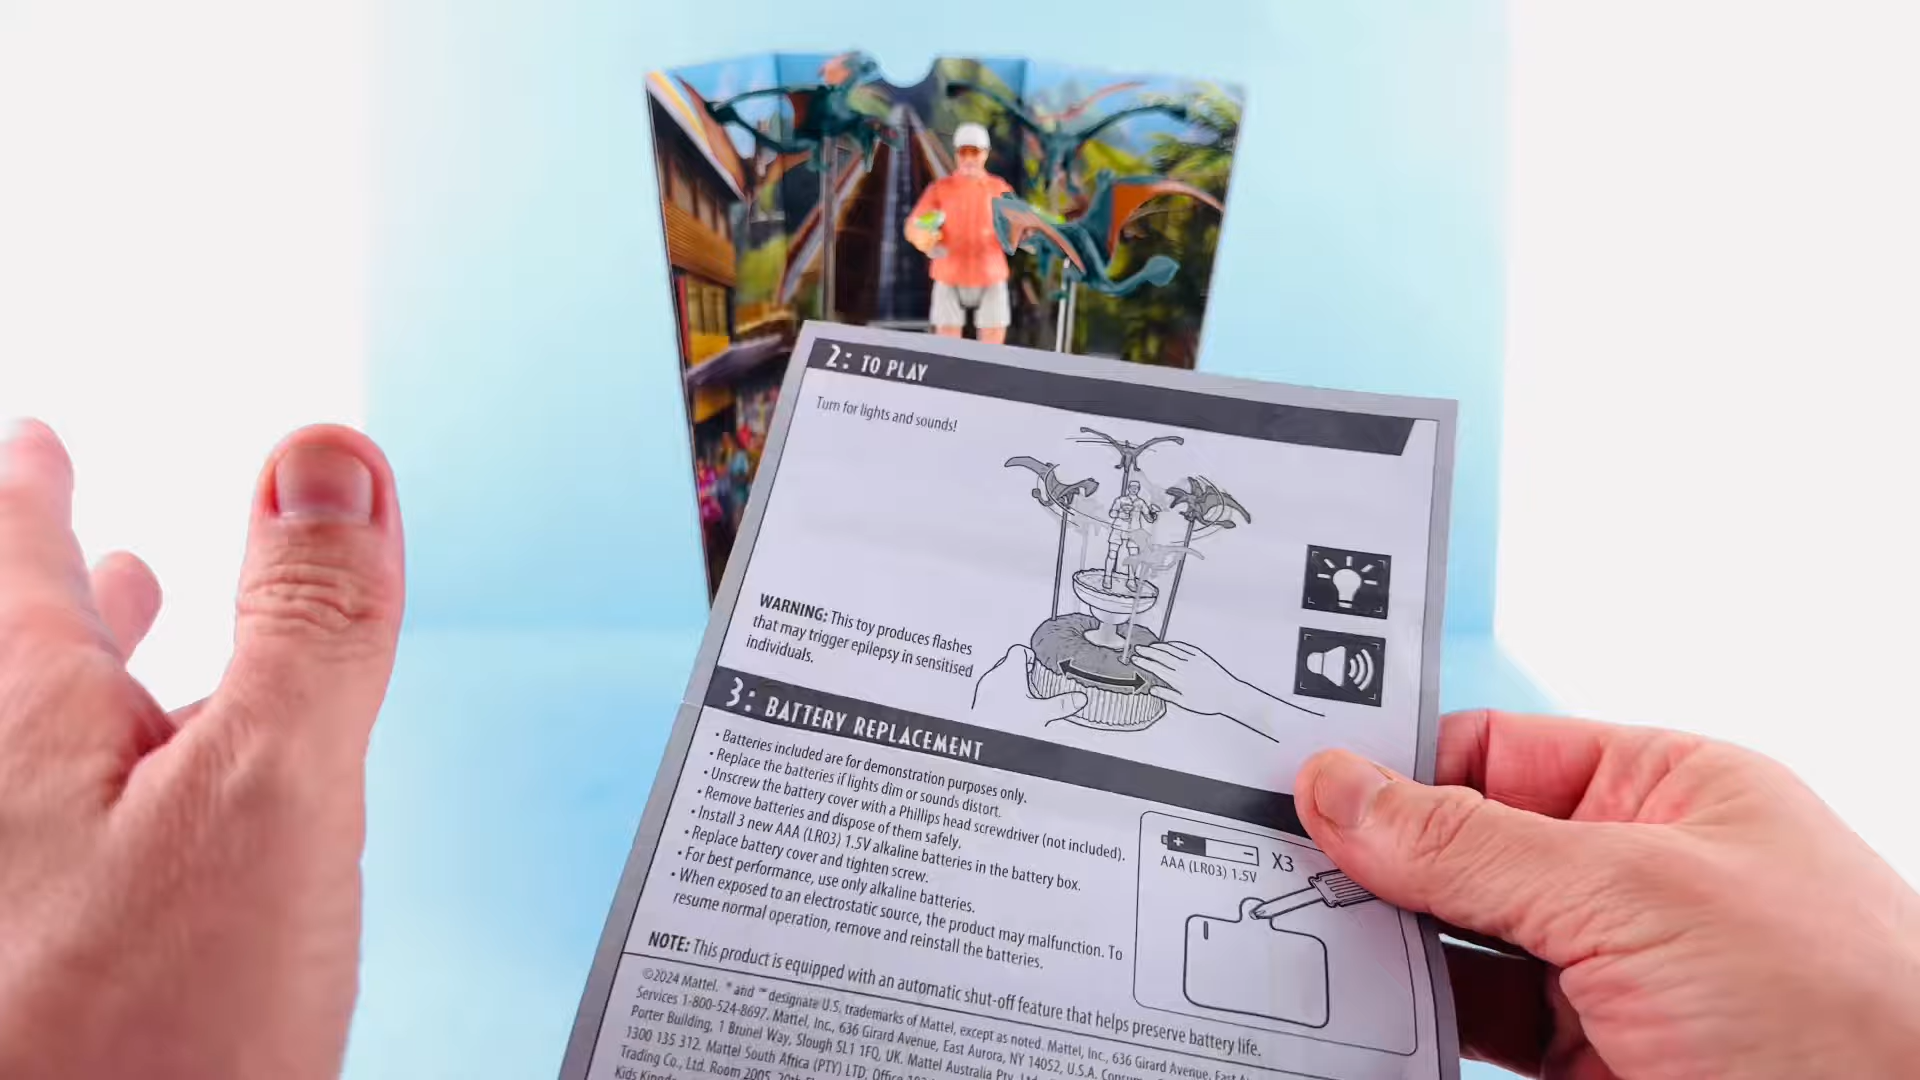 2: TO PLAY
Turn for lights and sounds!
WARNING: This toy produces flashes
that may trigger epilepsy in sensitised
individuals.
3: BATTERY REPLACEMENT
• Batteries included are for demonstration purposes only.
• Replace the batteries if lights dim or sounds distort.
• Unscrew the battery cover with a Phillips head screwdriver (not included).
• Remove batteries and dispose of them safely.
• Install 3 new AAA (LR03) 1.5V alkaline batteries in the battery box.
• Replace battery cover and tighten screw.
• For best performance, use only alkaline batteries.
• When exposed to an electrostatic source, the product may malfunction. To
resume normal operation, remove and reinstall the batteries.
+ − X3
AAA (LR03) 1.5V
NOTE: This product is equipped with an automatic shut-off feature that helps preserve battery life.
©2024 Mattel. ® and ™ designate U.S. trademarks of Mattel, except as noted. Mattel, Inc., 636 Girard Avenue, East
Services 1-800-524-8697. Mattel, Inc., 636 Girard Avenue, East Aurora, NY 14052, U.S.A.
Porter Building, 1 Brunel Way, Slough SL1 1FQ, UK. Mattel Australia Pty.
1300 135 312. Mattel South Africa (PTY) LTD, Office
Trading Co., Ltd. Room 2005,
Kids